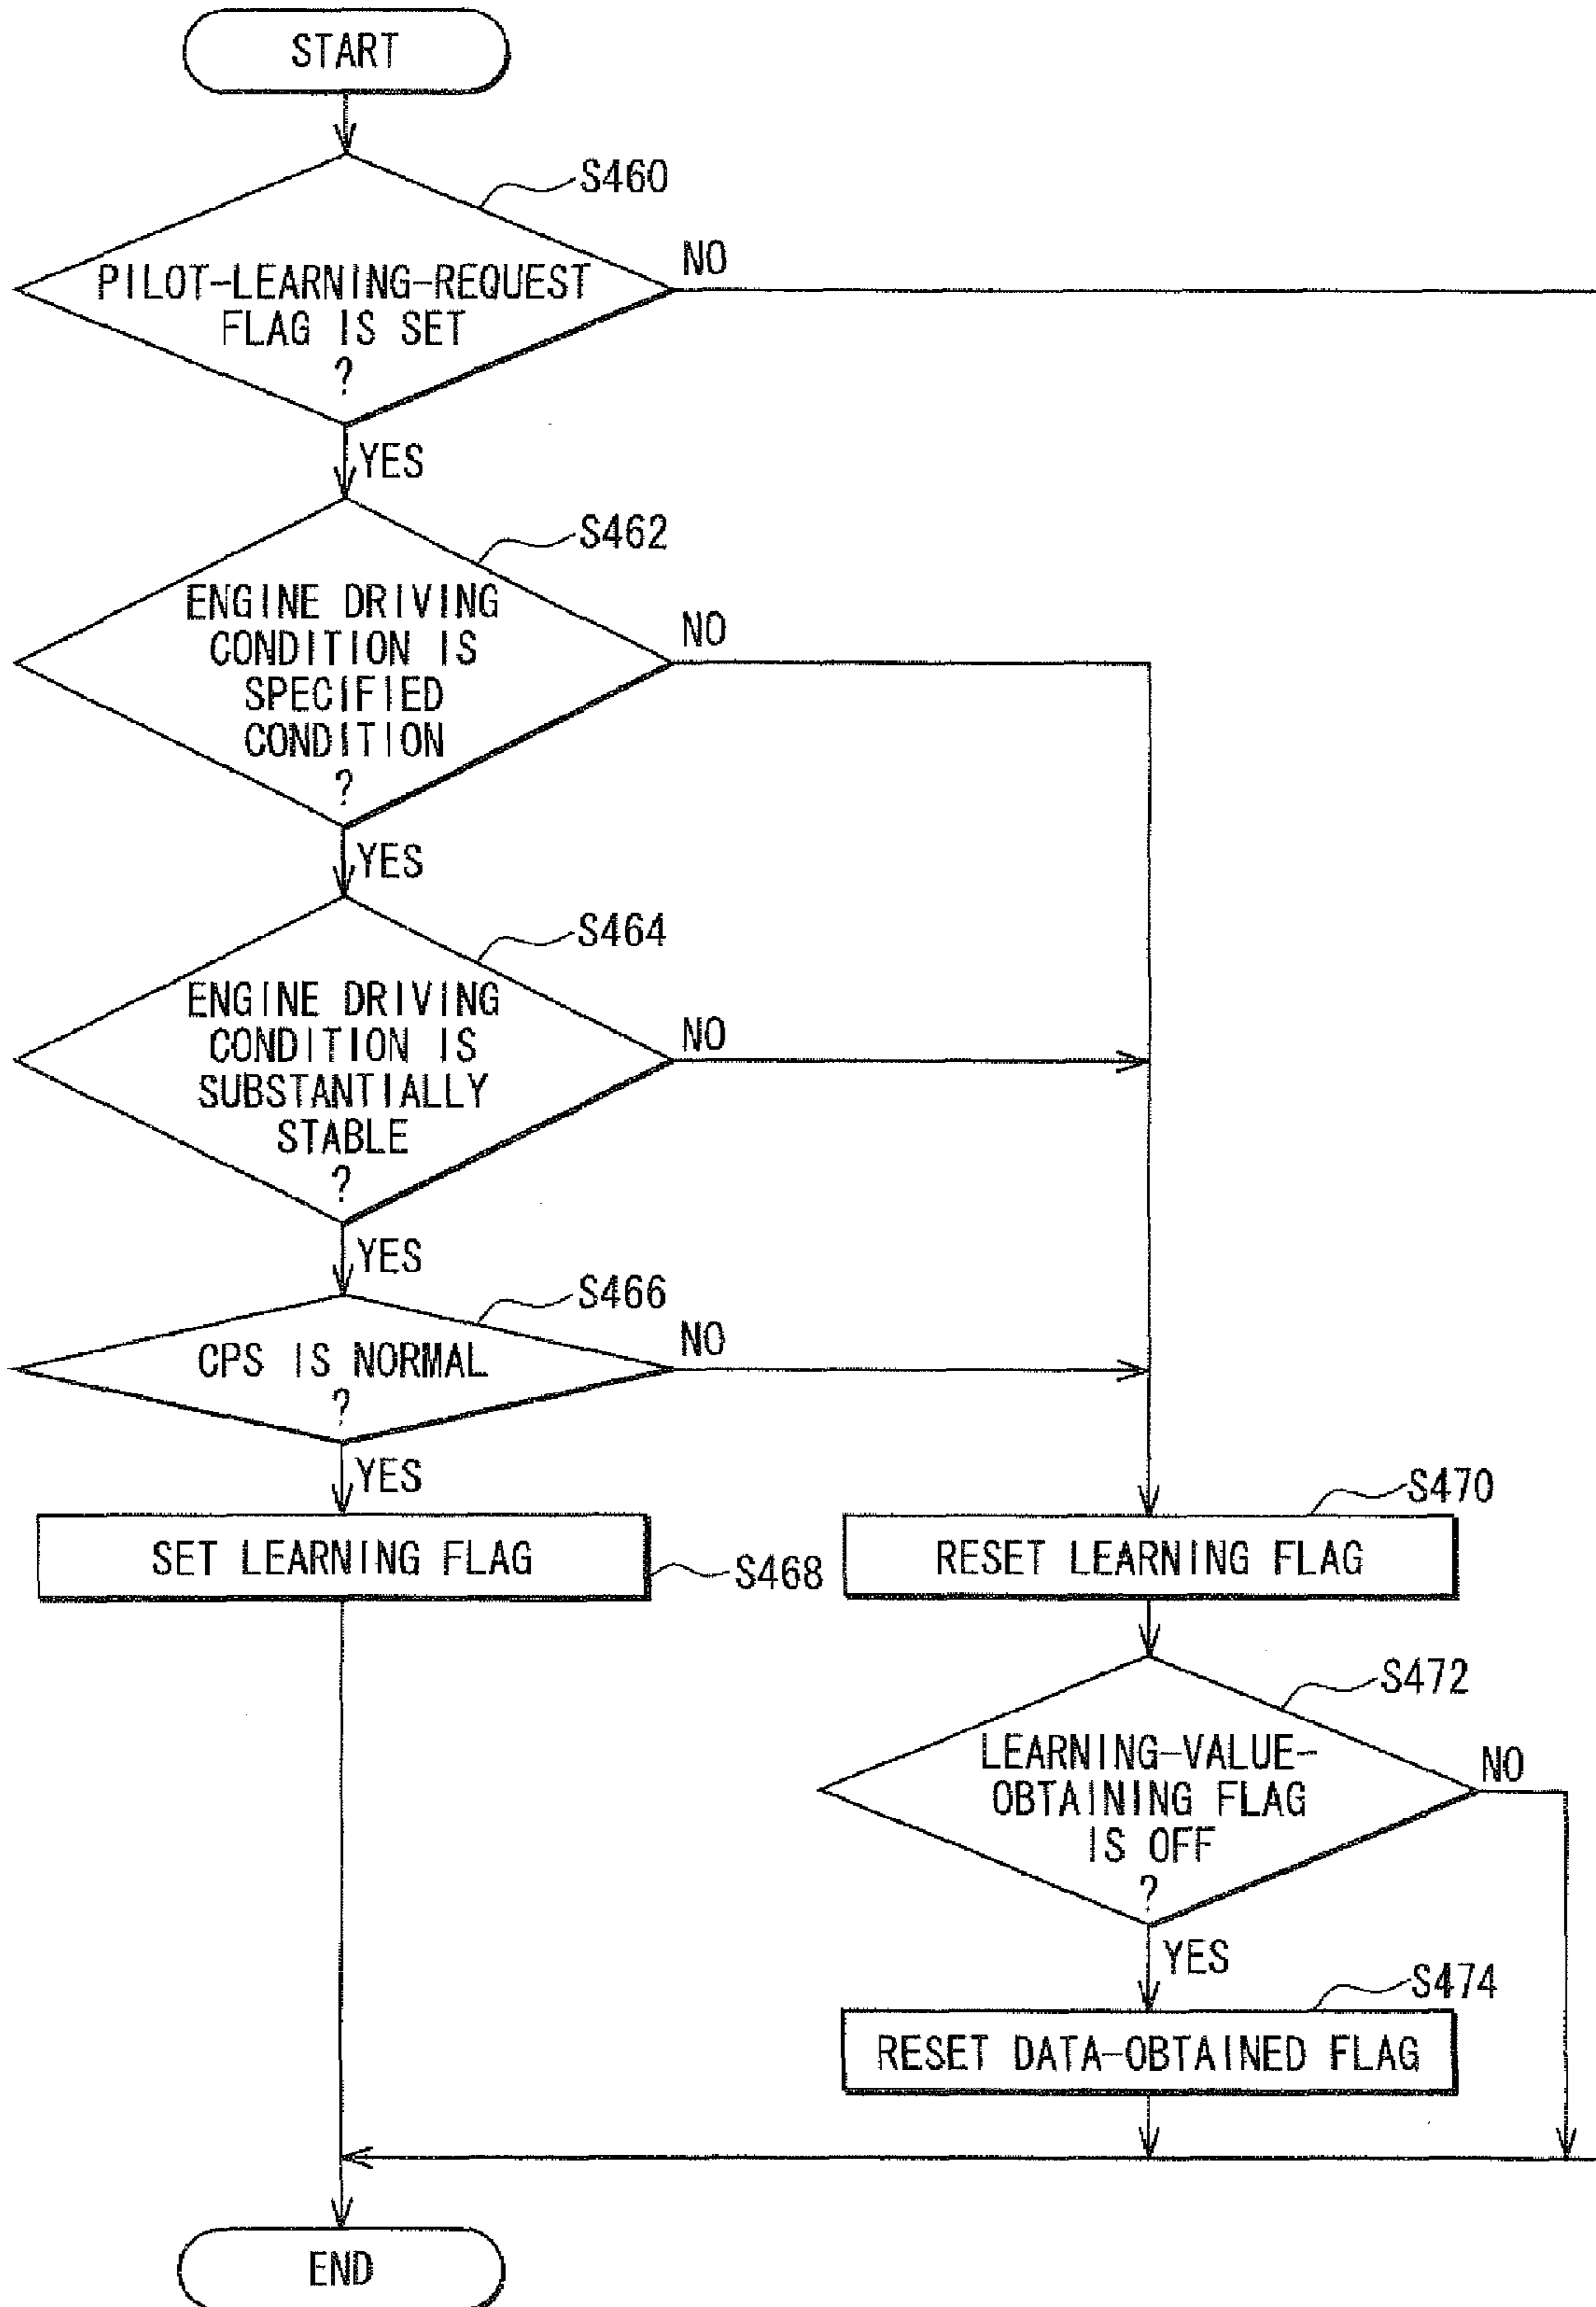 START
S460
PILOT-LEARNING-REQUEST
FLAG IS SET
?
NO
YES
S462
ENGINE DRIVING
CONDITION IS
SPECIFIED
CONDITION
?
NO
YES
S464
ENGINE DRIVING
CONDITION IS
SUBSTANTIALLY
STABLE
?
NO
YES
S466
CPS IS NORMAL
?
NO
YES
SET LEARNING FLAG
S468
S470
RESET LEARNING FLAG
S472
LEARNING-VALUE-
OBTAINING FLAG
IS OFF
?
NO
YES
S474
RESET DATA-OBTAINED FLAG
END